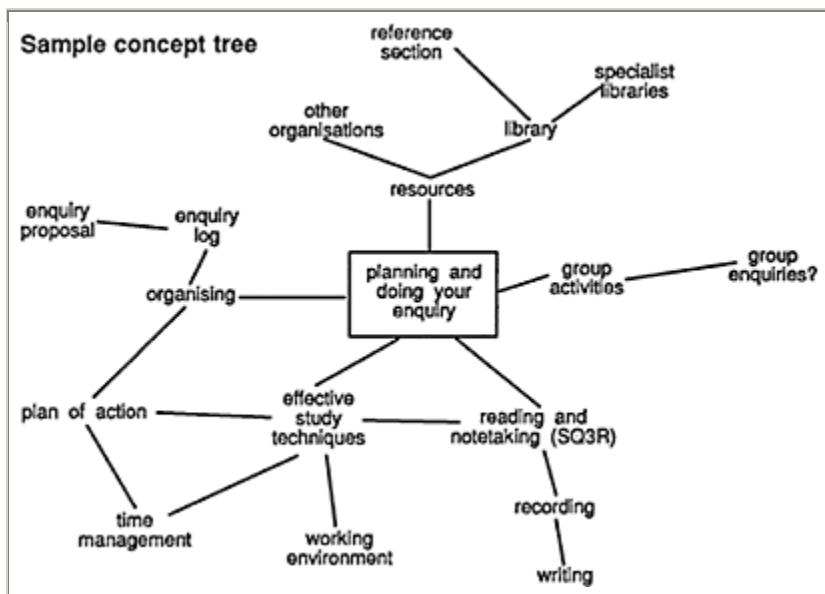 Sample concept tree
reference
section
specialist
libraries
other
organisations
library
resources
enquiry
proposal
enquiry
log
planning and
doing your
enquiry
group
activities
group
enquiries?
organising
plan of action
effective
study
techniques
reading and
notetaking (SQ3R)
time
management
working
environment
recording
writing